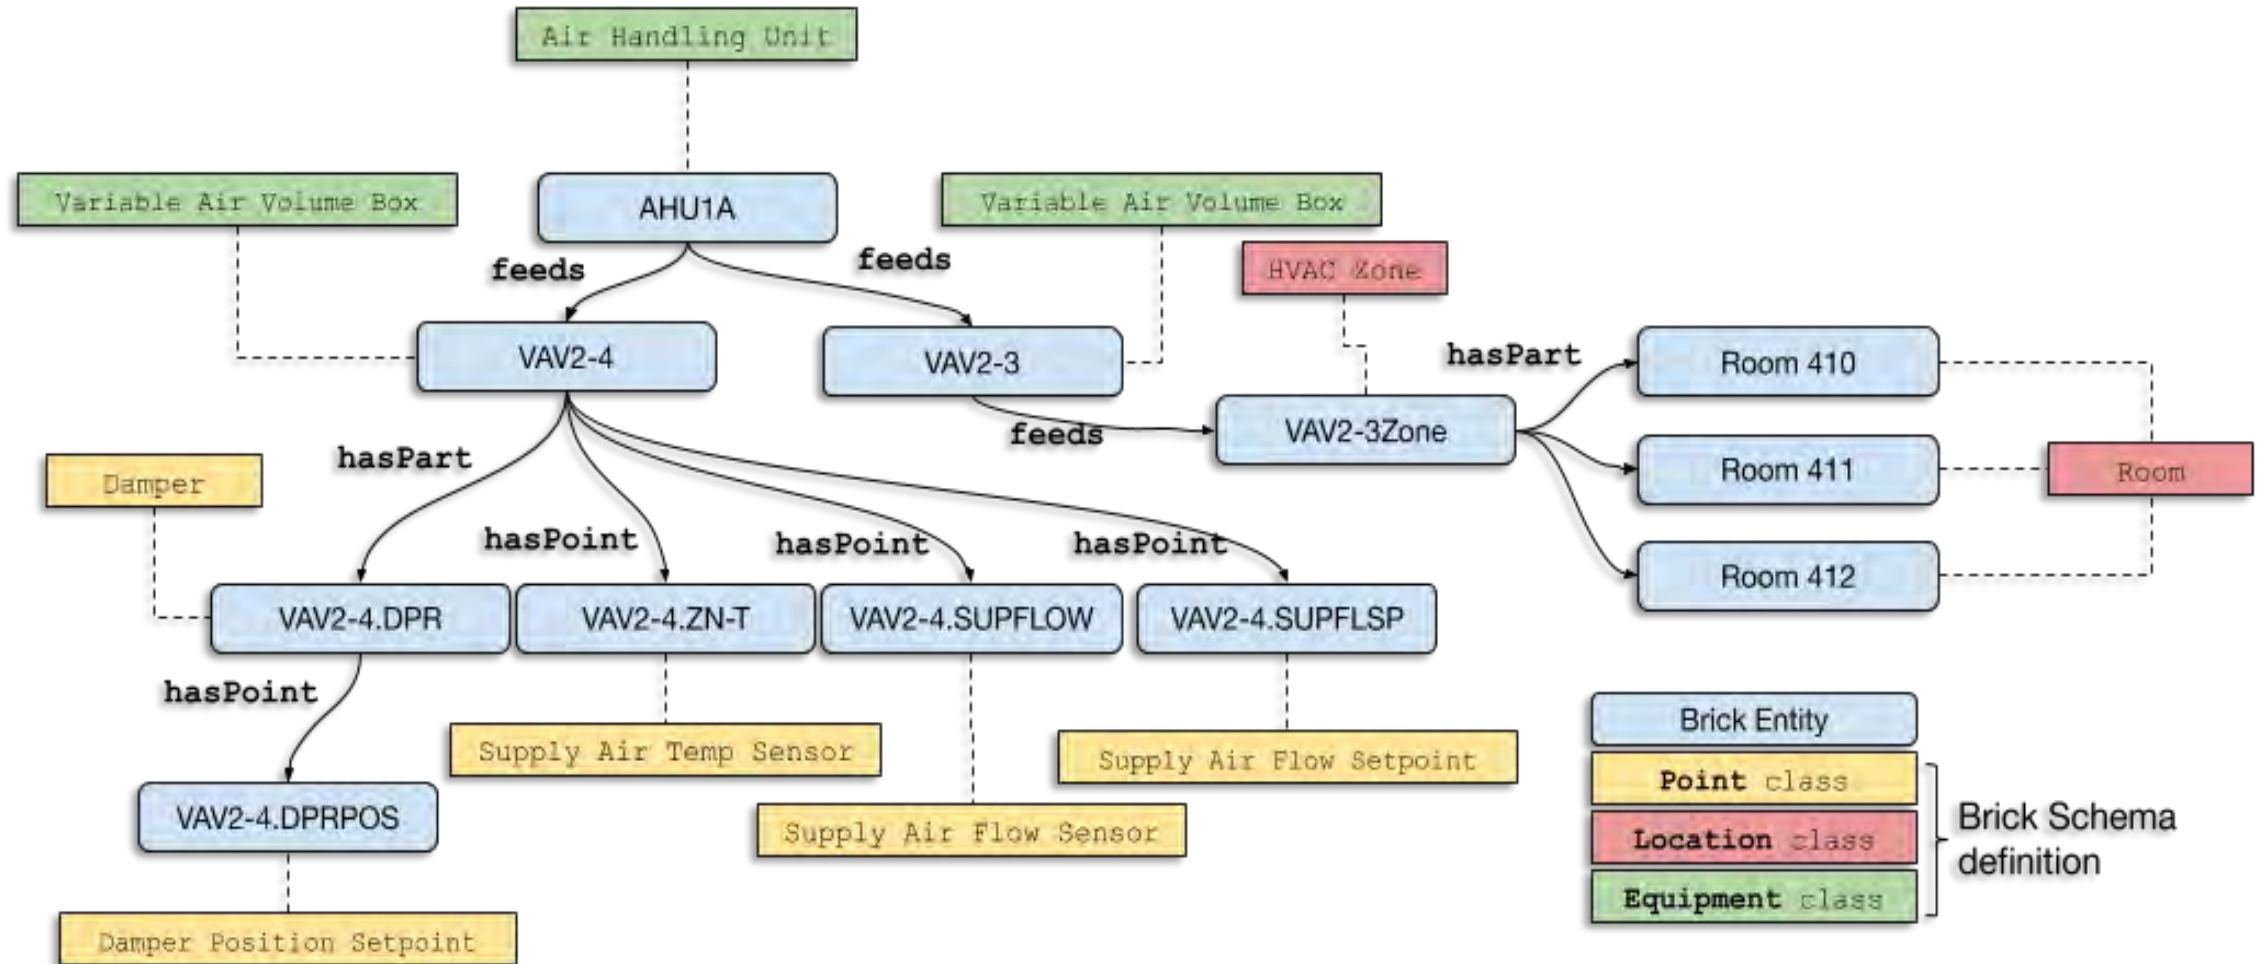 Air Handling Unit
Variable Air Volume Box
AHU1A
Variable Air Volume Box
feeds
feeds
HVAC Zone
VAV2-4
VAV2-3
hasPart
Room 410
feeds
VAV2-3Zone
Room 411
Room
Room 412
hasPart
Damper
hasPoint
hasPoint
hasPoint
VAV2-4.DPR
VAV2-4.ZN-T
VAV2-4.SUPFLOW
VAV2-4.SUPFLSP
hasPoint
Supply Air Temp Sensor
Supply Air Flow Setpoint
VAV2-4.DPRPOS
Supply Air Flow Sensor
Damper Position Setpoint
Brick Entity
Point class
Location class
Equipment class
Brick Schema
definition